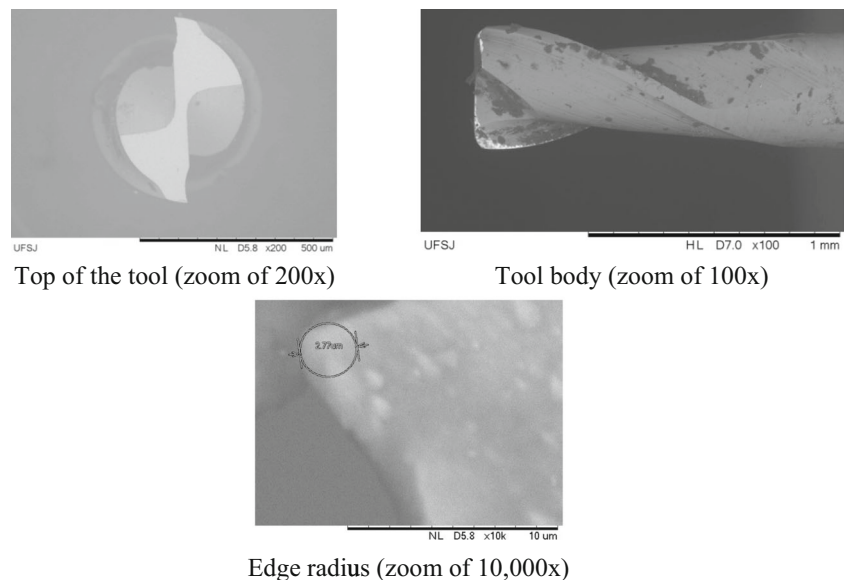 UFSJ NL D5.8 x200 500 um
UFSJ HL D7.0 x100 1 mm
Top of the tool (zoom of 200x)
Tool body (zoom of 100x)
2.77um
NL D5.8 x10k 10 um
Edge radius (zoom of 10,000x)